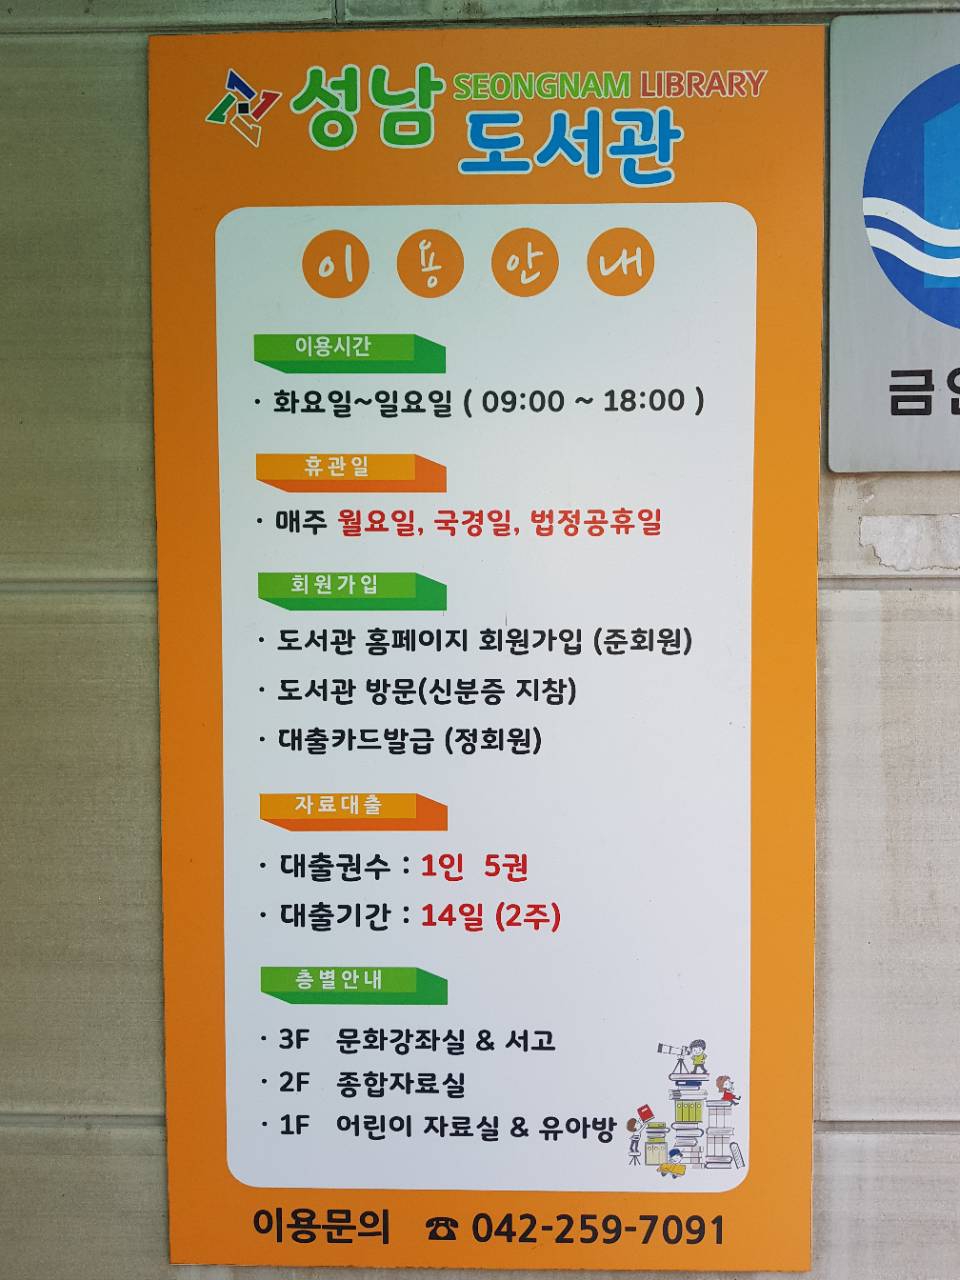 성남 SEONGNAM LIBRARY
도서관
이용안내
이용시간
· 화요일~일요일 ( 09:00 ~ 18:00 )
휴관일
· 매주 월요일, 국경일, 법정공휴일
회원가입
· 도서관 홈페이지 회원가입 (준회원)
· 도서관 방문(신분증 지참)
· 대출카드발급 (정회원)
자료대출
· 대출권수 : 1인 5권
· 대출기간 : 14일 (2주)
층별안내
· 3F 문화강좌실 & 서고
· 2F 종합자료실
· 1F 어린이 자료실 & 유아방
이용문의 ☎ 042-259-7091
금